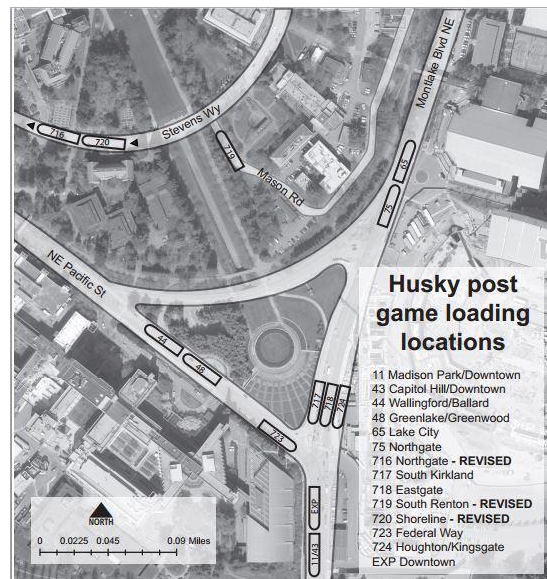 Montlake Blvd NE
Stevens Wy
716
720
719
Mason Rd
65
75
NE Pacific St
44
48
717
718
724
723
EXP
11/43
Husky post
game loading
locations
11 Madison Park/Downtown
43 Capitol Hill/Downtown
44 Wallingford/Ballard
48 Greenlake/Greenwood
65 Lake City
75 Northgate
716 Northgate - REVISED
717 South Kirkland
718 Eastgate
719 South Renton - REVISED
720 Shoreline - REVISED
723 Federal Way
724 Houghton/Kingsgate
EXP Downtown
NORTH
0 0.0225 0.045 0.09 Miles